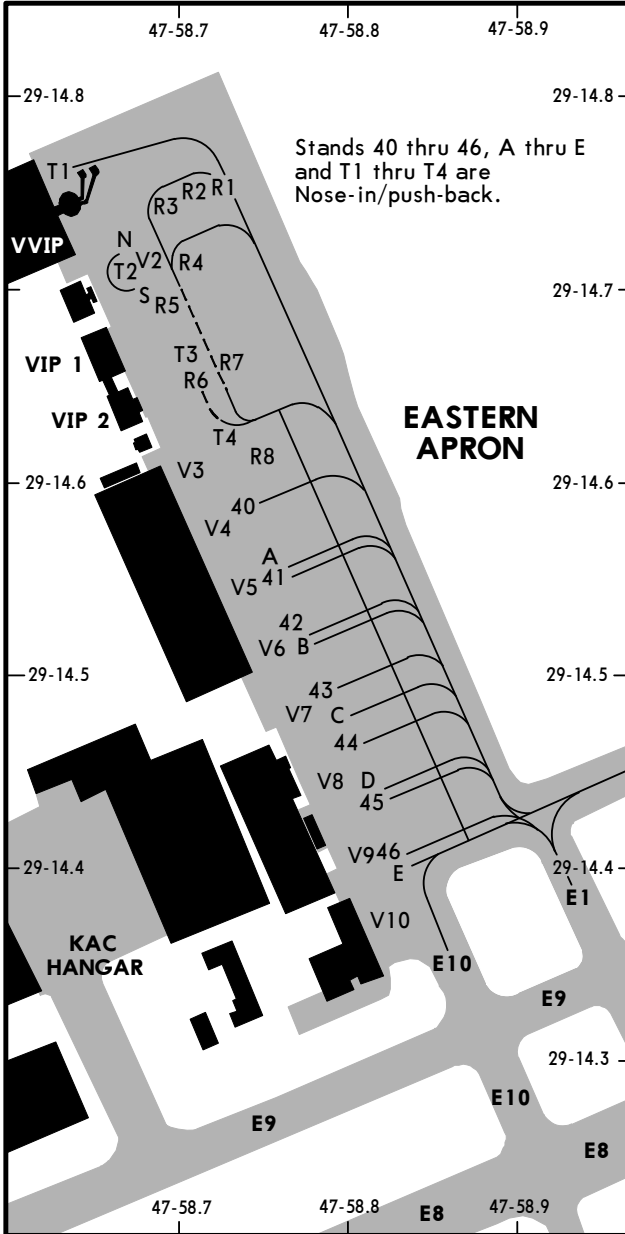 47-58.7 47-58.8 47-58.9
29-14.8 29-14.8
Stands 40 thru 46, A thru E
and T1 thru T4 are
Nose-in/push-back.
T1
R1
R2
R3
VVIP
N
V2
R4
T2
S
R5
29-14.7
T3
R7
VIP 1
R6
VIP 2
EASTERN
APRON
T4
R8
V3
29-14.6 29-14.6
40
V4
A
41
V5
42
V6 B
29-14.5 29-14.5
43
V7 C
44
V8 D
45
V9 46
E
29-14.4 29-14.4
E1
V10
KAC
HANGAR
E10
E9
29-14.3
E10
E9
E8
47-58.7 47-58.8 47-58.9
E8